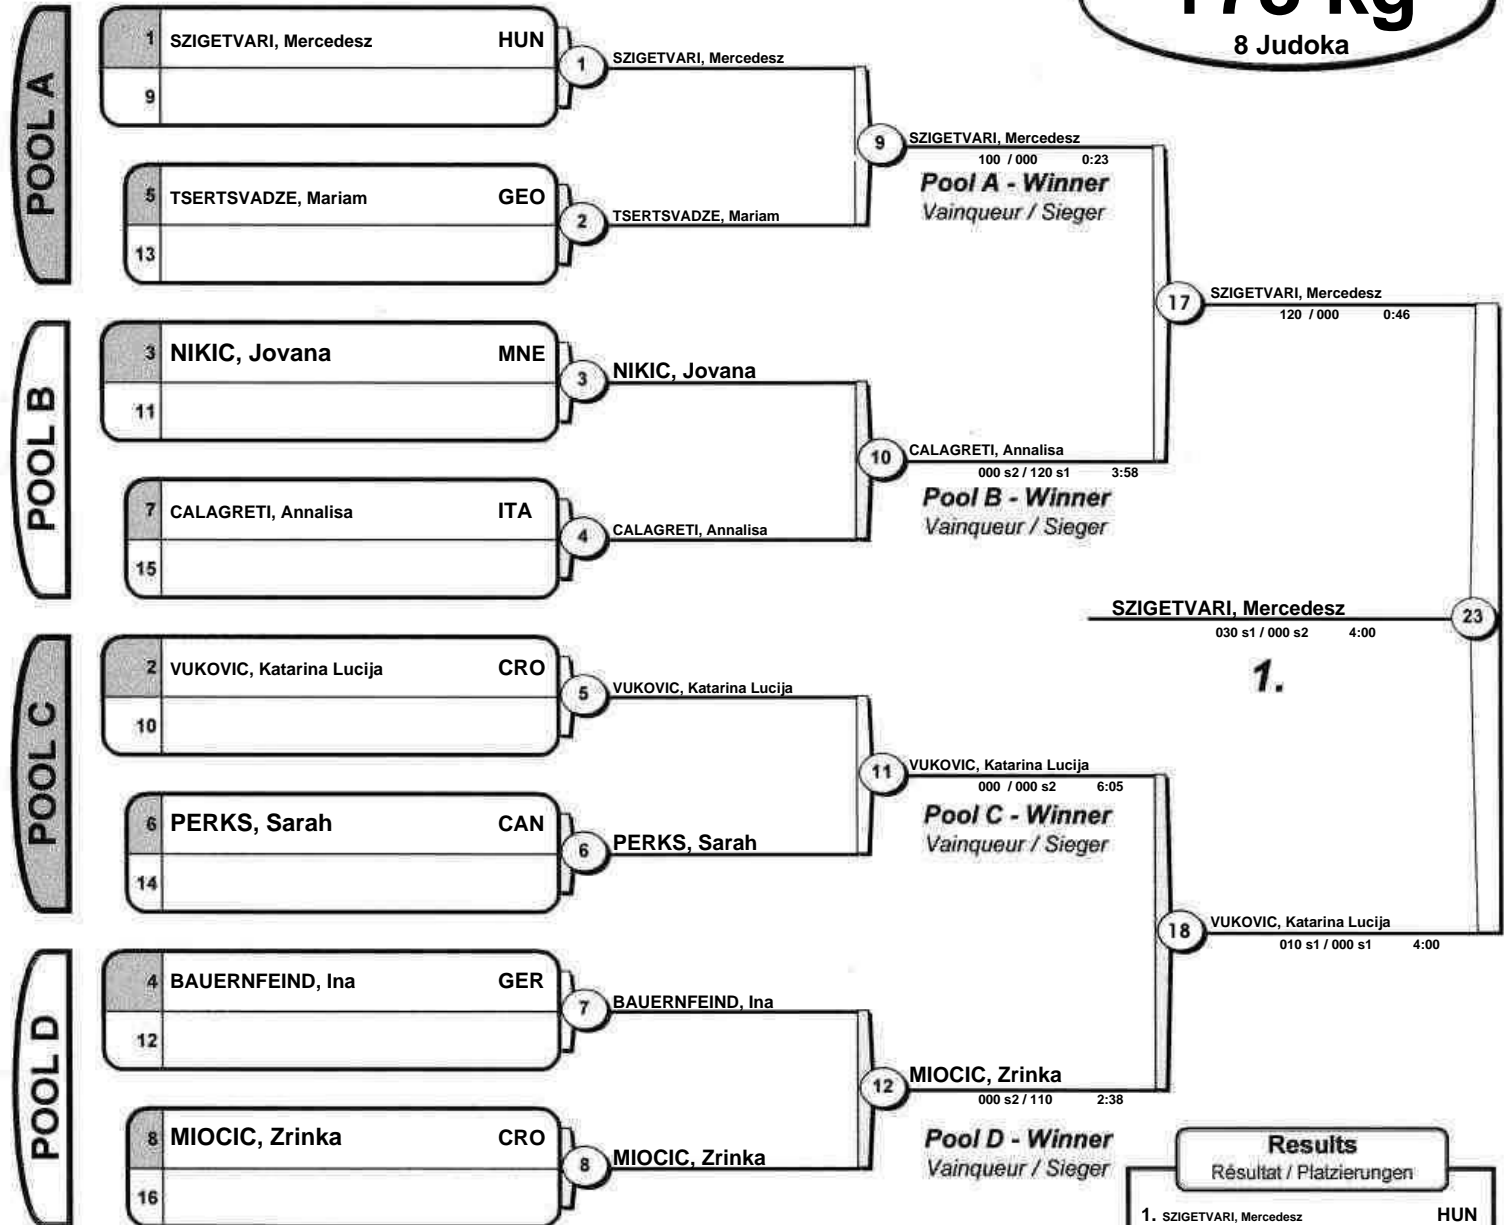 8 Judoka
POOL A
1 SZIGETVARI, Mercedesz HUN
9
1 SZIGETVARI, Mercedesz
5 TSERTSVADZE, Mariam GEO
13
2 TSERTSVADZE, Mariam
9 SZIGETVARI, Mercedesz
100 / 000 0:23
Pool A - Winner
Vainqueur / Sieger
POOL B
3 NIKIC, Jovana MNE
11
3 NIKIC, Jovana
7 CALAGRETI, Annalisa ITA
15
4 CALAGRETI, Annalisa
10 CALAGRETI, Annalisa
000 s2 / 120 s1 3:58
Pool B - Winner
Vainqueur / Sieger
17 SZIGETVARI, Mercedesz
120 / 000 0:46
SZIGETVARI, Mercedesz 23
030 s1 / 000 s2 4:00
1.
POOL C
2 VUKOVIC, Katarina Lucija CRO
10
5 VUKOVIC, Katarina Lucija
6 PERKS, Sarah CAN
14
6 PERKS, Sarah
11 VUKOVIC, Katarina Lucija
000 / 000 s2 6:05
Pool C - Winner
Vainqueur / Sieger
18 VUKOVIC, Katarina Lucija
010 s1 / 000 s1 4:00
POOL D
4 BAUERNFEIND, Ina GER
12
7 BAUERNFEIND, Ina
8 MIOCIC, Zrinka CRO
16
8 MIOCIC, Zrinka
12 MIOCIC, Zrinka
000 s2 / 110 2:38
Pool D - Winner
Vainqueur / Sieger
Results
Résultat / Platzierungen
1. SZIGETVARI, Mercedesz HUN